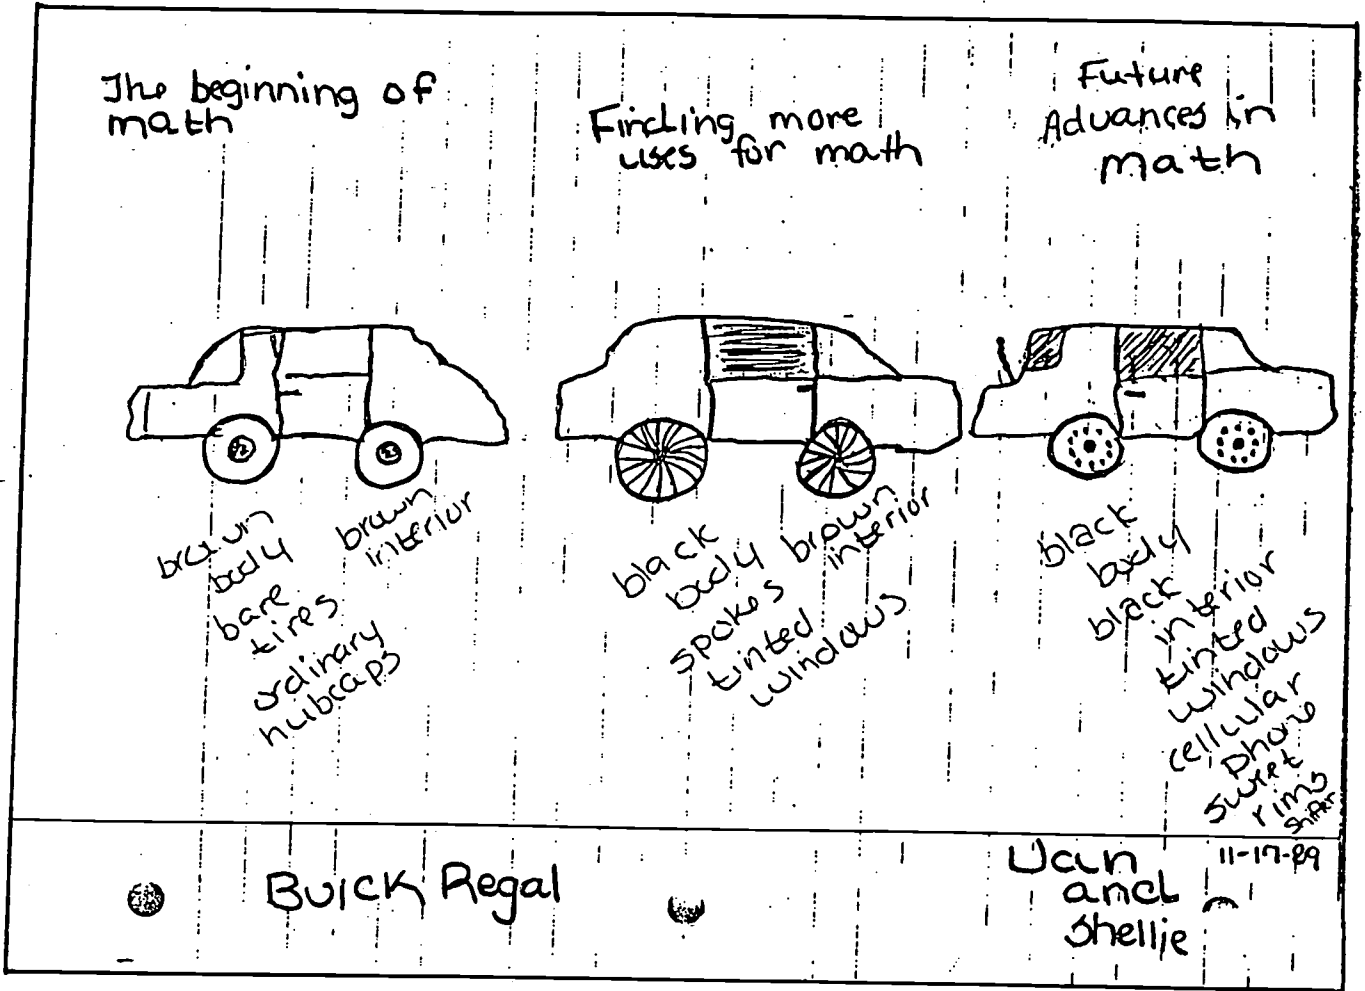 The beginning of
math
Finding more
uses for math
Future
Advances in
math
brown
body
bare
tires
ordinary
hubcaps
brown
interior
black
body
spokes
tinted
windows
brown
interior
black
body
black
interior
tinted
windows
cellular
phone
sweet
rims
Buick Regal
and
Shellie
11-17-89